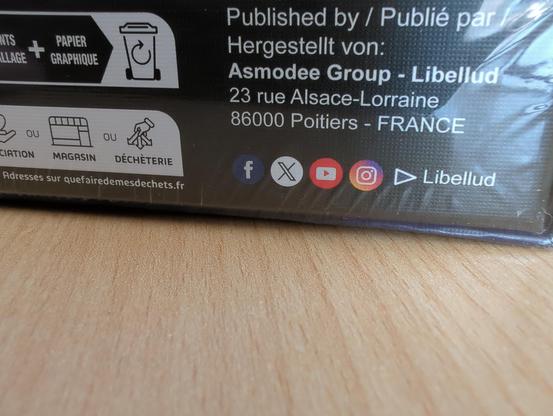 Published by / Publié par /
Hergestellt von:
Asmodee Group - Libellud
23 rue Alsace-Lorraine
86000 Poitiers - FRANCE
Libellud
+ PAPIER
GRAPHIQUE
OU
OU
MAGASIN
DÉCHÈTERIE
Adresses sur quefairedemesdechets.fr